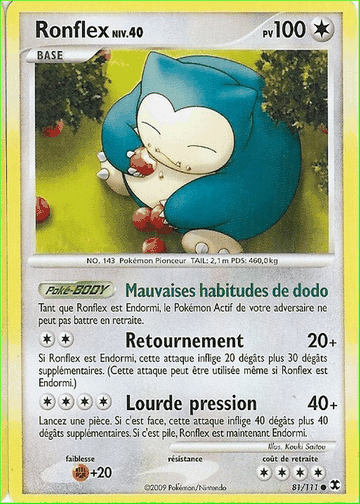 Ronflex NIV.40 PV 100
BASE
NO. 143 Pokémon Pionceur TAIL: 2,1m PDS: 460,0kg
Poké-BODY Mauvaises habitudes de dodo
Tant que Ronflex est Endormi, le Pokémon Actif de votre adversaire ne
peut pas battre en retraite.
Retournement 20+
Si Ronflex est Endormi, cette attaque inflige 20 dégâts plus 30 dégâts
supplémentaires. (Cette attaque peut être utilisée même si Ronflex est
Endormi.)
Lourde pression 40+
Lancez une pièce. Si c'est face, cette attaque inflige 40 dégâts plus 40
dégâts supplémentaires. Si c'est pile, Ronflex est maintenant Endormi.
Illus. Kouki Saitou
faiblesse résistance coût de retraite
+20
©2009 Pokémon/Nintendo 81/111